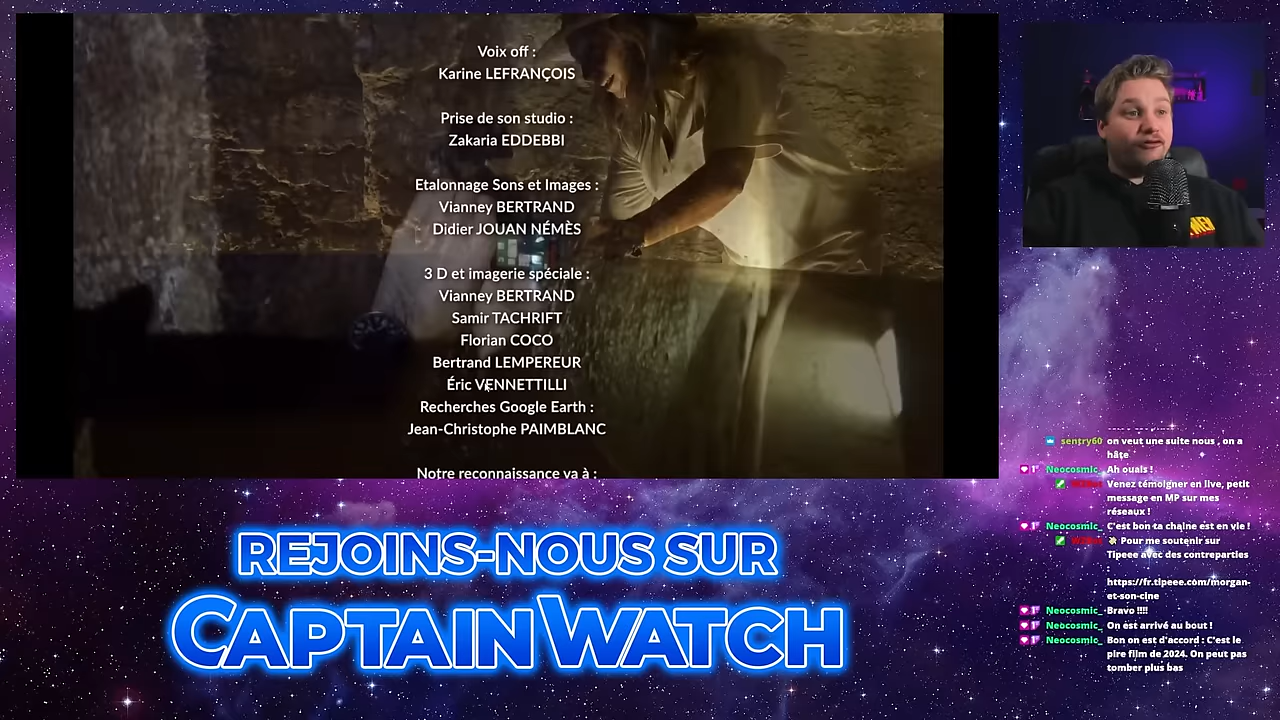 Voix off :
Karine LEFRANÇOIS
Prise de son studio :
Zakaria EDDEBBI
Etalonnage Sons et Images :
Vianney BERTRAND
Didier JOUAN NÉMÈS
3 D et imagerie spéciale :
Vianney BERTRAND
Samir TACHRIFT
Florian COCO
Bertrand LEMPEREUR
Éric VENNETTILLI
Recherches Google Earth :
Jean-Christophe PAIMBLANC
Notre reconnaissance va à :
REJOINS-NOUS SUR
CAPTAINWATCH
sentry60 on veut une suite nous , on a
hâte
Neocosmic_ Ah ouais !
Venez témoigner en live, petit
message en MP sur mes
réseaux !
Neocosmic_ C'est bon ta chaîne est en vie !
Pour me soutenir sur
Tipeee avec des contreparties
:
https://fr.tipeee.com/morgan-
et-son-cine
Neocosmic_ Bravo !!!!
Neocosmic_ On est arrivé au bout !
Neocosmic_ Bon on est d'accord : C'est le
pire film de 2024. On peut pas
tomber plus bas